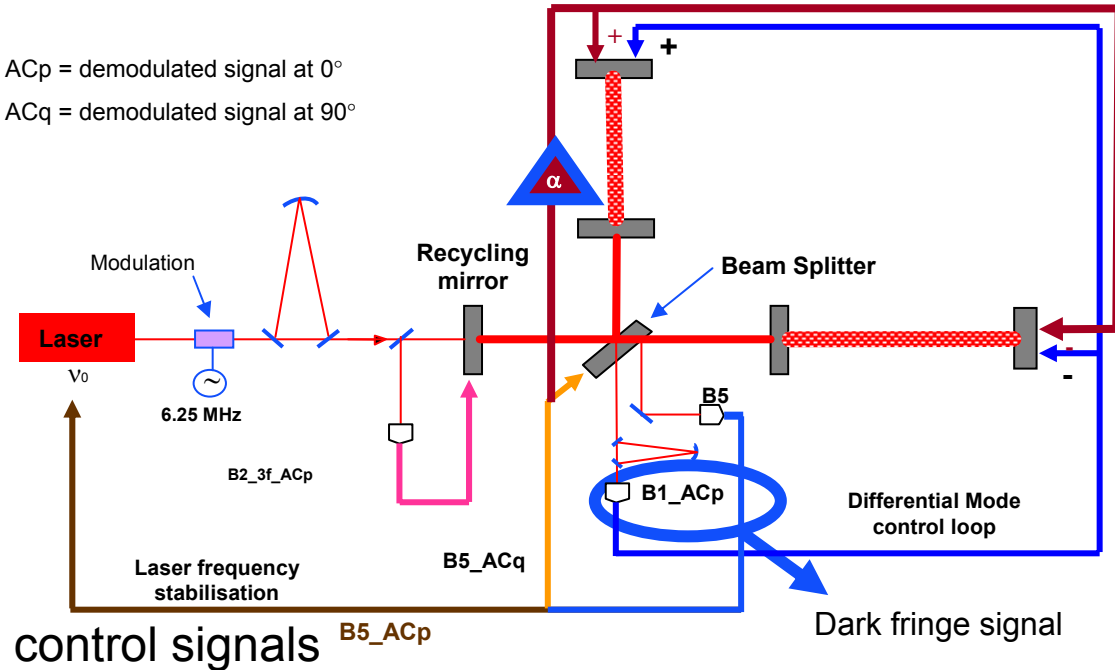 ACp = demodulated signal at 0°
ACq = demodulated signal at 90°
+
+
α
Recycling
mirror
Modulation
Beam Splitter
Laser
ν₀
6.25 MHz
-
-
B5
B2_3f_ACp
B1_ACp
Differential Mode
control loop
B5_ACq
Laser frequency
stabilisation
Dark fringe signal
control signals
B5_ACp